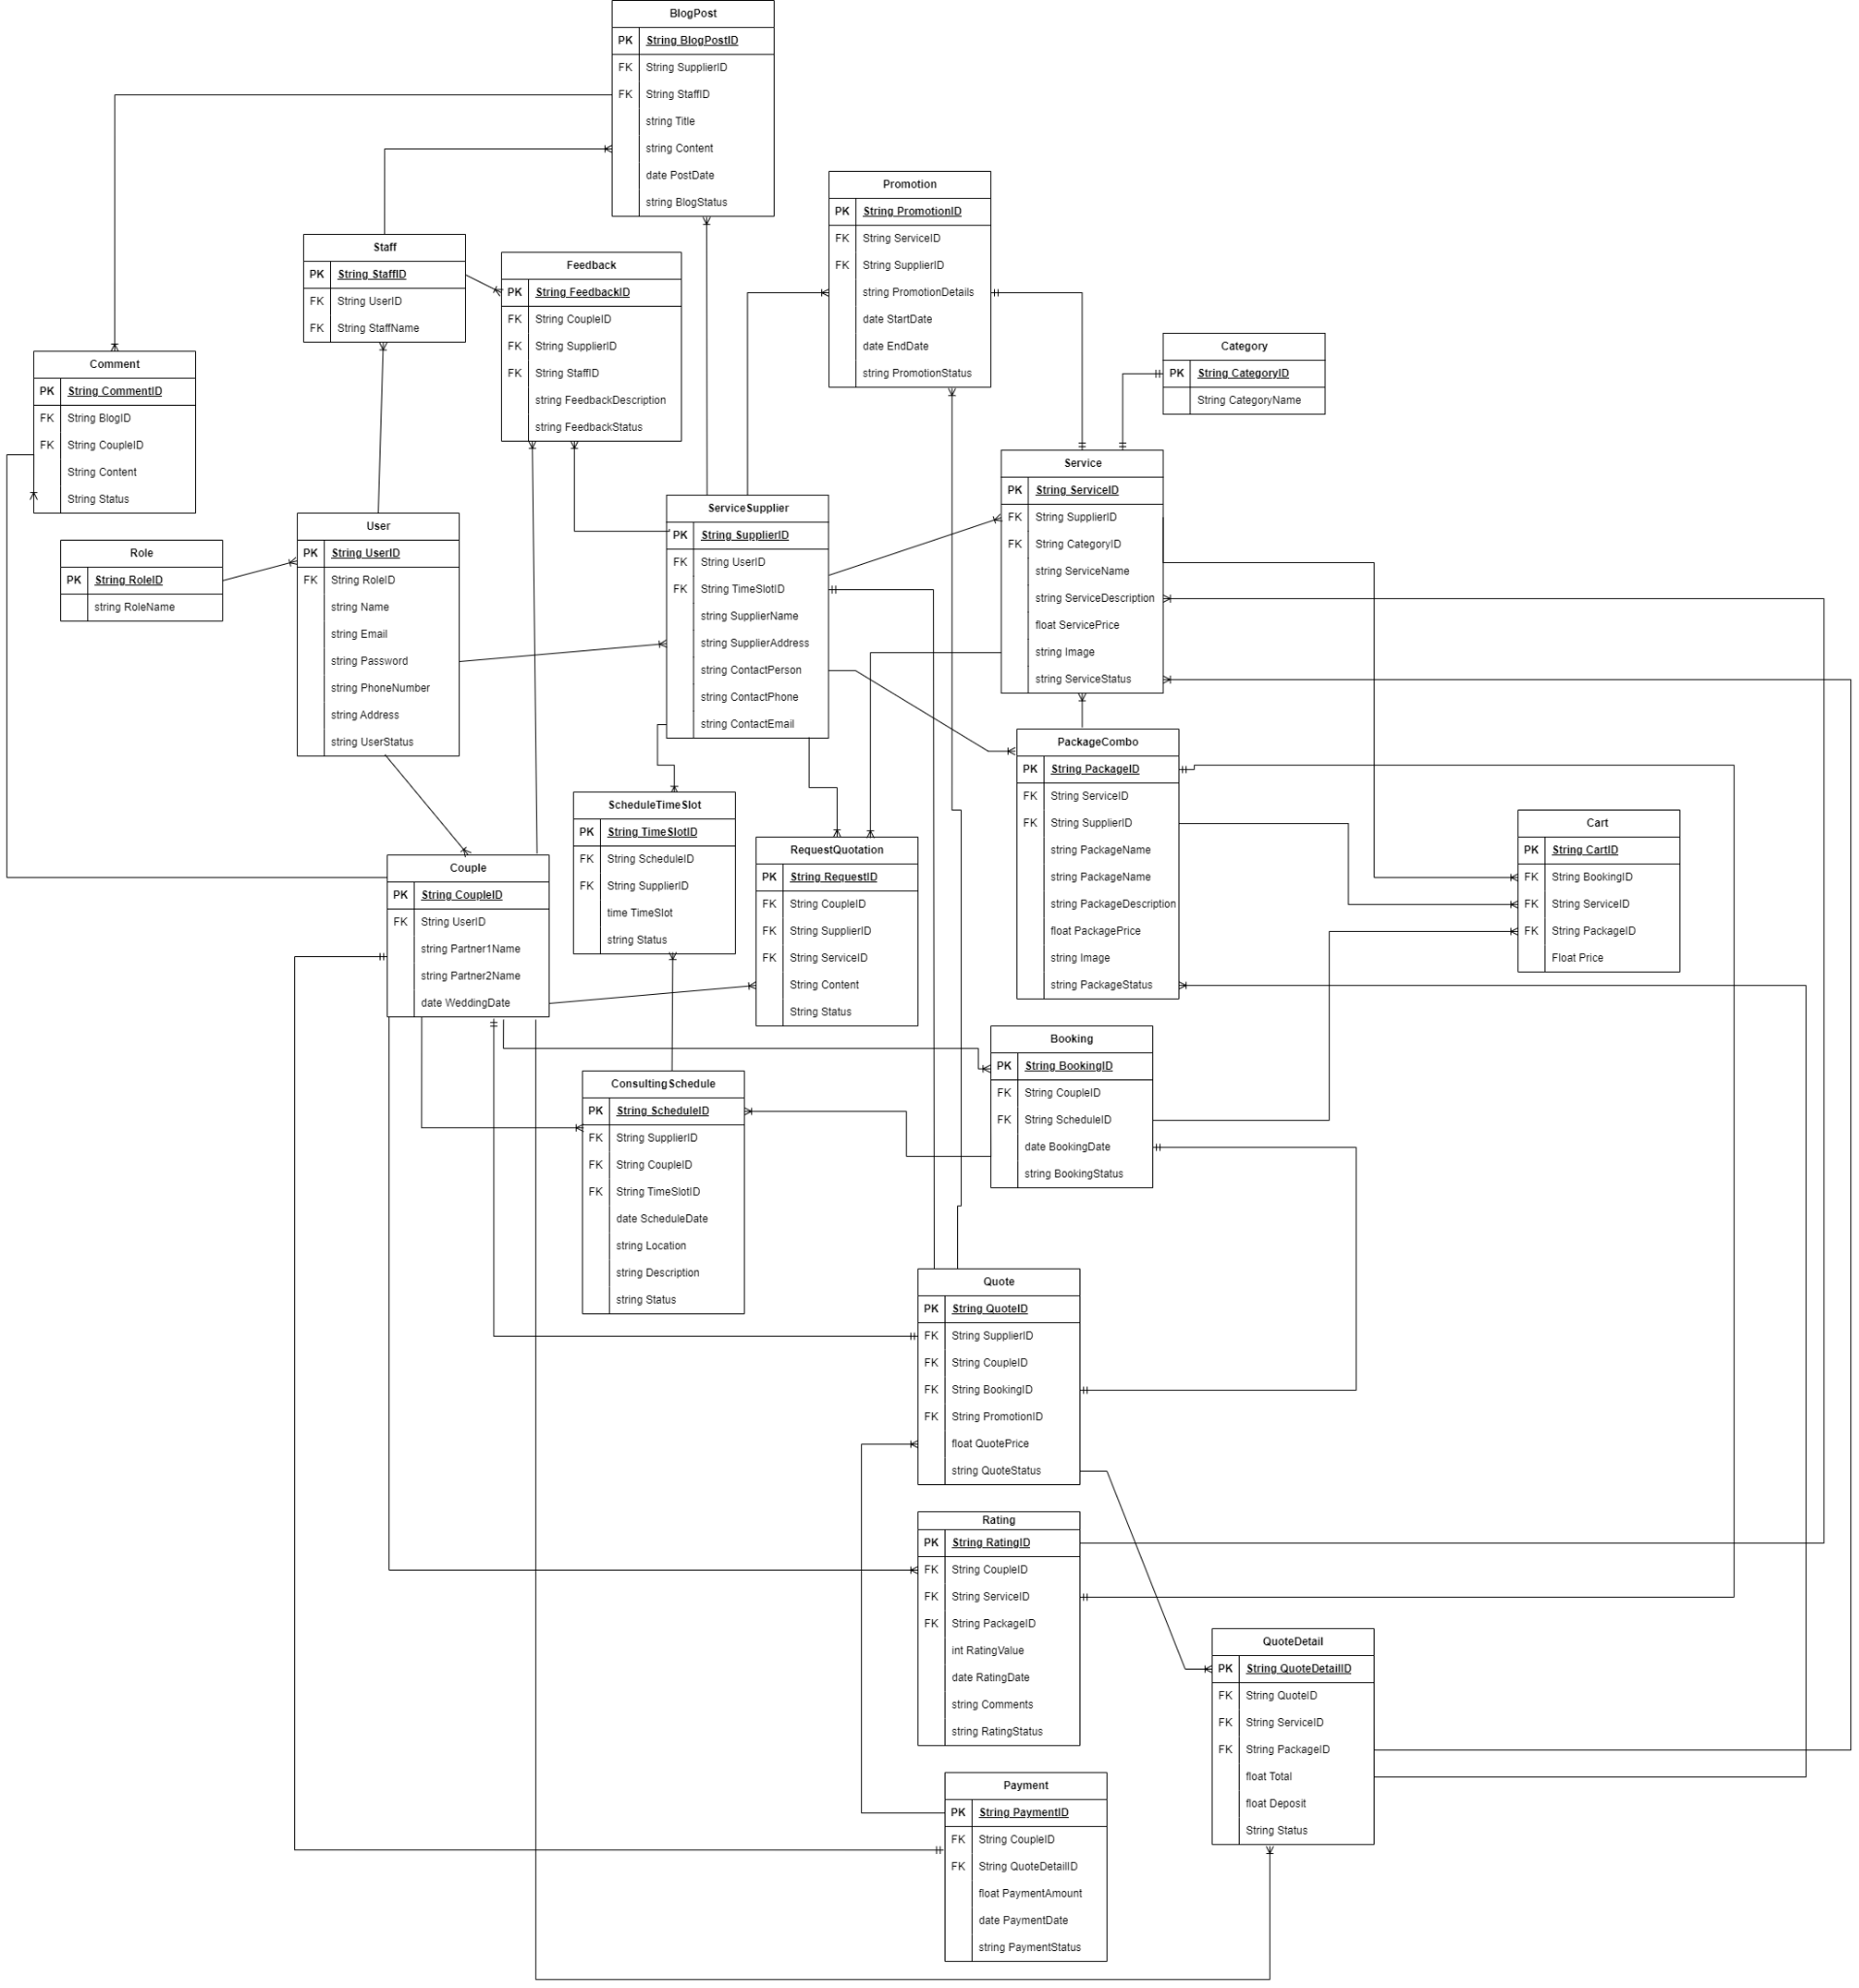 BlogPost
PK String BlogPostID
FK String SupplierID
FK String StaffID
string Title
string Content
date PostDate
string BlogStatus
Promotion
PK String PromotionID
FK String ServiceID
FK String SupplierID
string PromotionDetails
date StartDate
date EndDate
string PromotionStatus
Staff
PK String StaffID
FK String UserID
FK String StaffName
Feedback
PK String FeedbackID
FK String CoupleID
FK String SupplierID
FK String StaffID
string FeedbackDescription
string FeedbackStatus
Category
PK String CategoryID
String CategoryName
Comment
PK String CommentID
FK String BlogID
FK String CoupleID
String Content
String Status
Service
PK String ServiceID
FK String SupplierID
FK String CategoryID
string ServiceName
string ServiceDescription
float ServicePrice
string Image
string ServiceStatus
ServiceSupplier
PK String SupplierID
FK String UserID
FK String TimeSlotID
string SupplierName
string SupplierAddress
string ContactPerson
string ContactPhone
string ContactEmail
User
PK String UserID
FK String RoleID
string Name
string Email
string Password
string PhoneNumber
string Address
string UserStatus
Role
PK String RoleID
string RoleName
PackageCombo
PK String PackageID
FK String ServiceID
FK String SupplierID
string PackageName
string PackageName
string PackageDescription
float PackagePrice
string Image
string PackageStatus
ScheduleTimeSlot
PK String TimeSlotID
FK String ScheduleID
FK String SupplierID
time TimeSlot
string Status
Cart
PK String CartID
FK String BookingID
FK String ServiceID
FK String PackageID
Float Price
RequestQuotation
PK String RequestID
FK String CoupleID
FK String SupplierID
FK String ServiceID
String Content
String Status
Couple
PK String CoupleID
FK String UserID
string Partner1Name
string Partner2Name
date WeddingDate
Booking
PK String BookingID
FK String CoupleID
FK String ScheduleID
date BookingDate
string BookingStatus
ConsultingSchedule
PK String ScheduleID
FK String SupplierID
FK String CoupleID
FK String TimeSlotID
date ScheduleDate
string Location
string Description
string Status
Quote
PK String QuoteID
FK String SupplierID
FK String CoupleID
FK String BookingID
FK String PromotionID
float QuotePrice
string QuoteStatus
Rating
PK String RatingID
FK String CoupleID
FK String ServiceID
FK String PackageID
int RatingValue
date RatingDate
string Comments
string RatingStatus
QuoteDetail
PK String QuoteDetailID
FK String QuoteID
FK String ServiceID
FK String PackageID
float Total
float Deposit
String Status
Payment
PK String PaymentID
FK String CoupleID
FK String QuoteDetailID
float PaymentAmount
date PaymentDate
string PaymentStatus